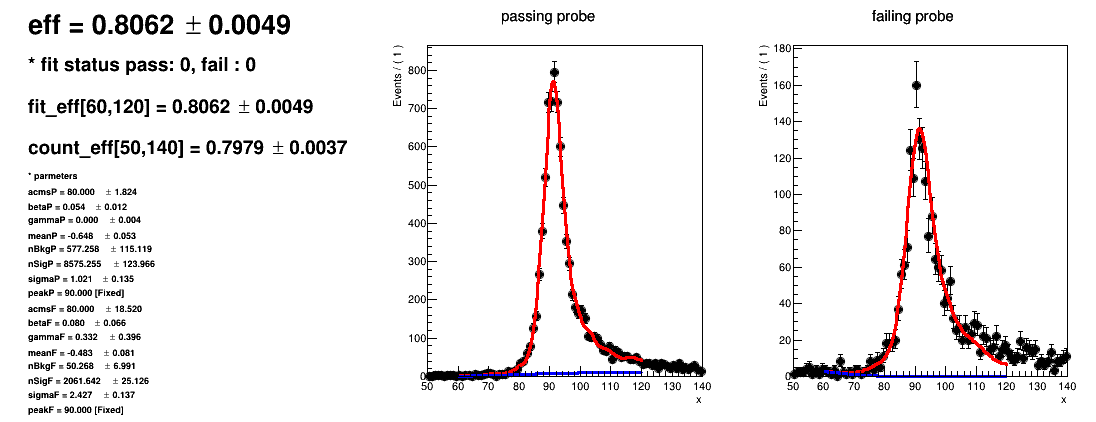 eff = 0.8062 ± 0.0049
* fit status pass: 0, fail : 0
fit_eff[60,120] = 0.8062 ± 0.0049
count_eff[50,140] = 0.7979 ± 0.0037
* parmeters
acmsP = 80.000 ± 1.824
betaP = 0.054 ± 0.012
gammaP = 0.000 ± 0.004
meanP = -0.648 ± 0.053
nBkgP = 577.258 ± 115.119
nSigP = 8575.255 ± 123.966
sigmaP = 1.021 ± 0.135
peakP = 90.000 [Fixed]
acmsF = 80.000 ± 18.520
betaF = 0.080 ± 0.066
gammaF = 0.332 ± 0.396
meanF = -0.483 ± 0.081
nBkgF = 50.268 ± 6.991
nSigF = 2061.642 ± 25.126
sigmaF = 2.427 ± 0.137
peakF = 90.000 [Fixed]
passing probe
Events / ( 1 )
800
700
600
500
400
300
200
100
0
50 60 70 80 90 100 110 120 130 140
x
failing probe
Events / ( 1 )
180
160
140
120
100
80
60
40
20
0
50 60 70 80 90 100 110 120 130 140
x